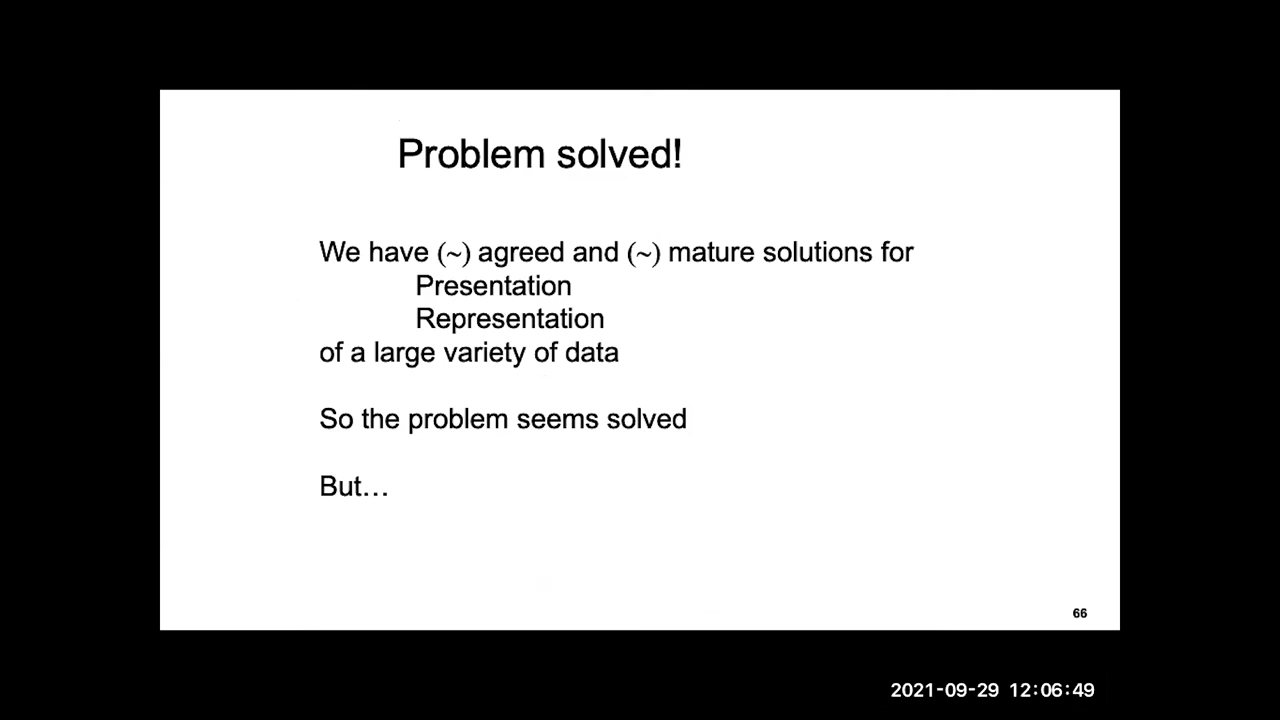 Problem solved!
We have (~) agreed and (~) mature solutions for
Presentation
Representation
of a large variety of data
So the problem seems solved
But…
66
2021-09-29 12:06:49